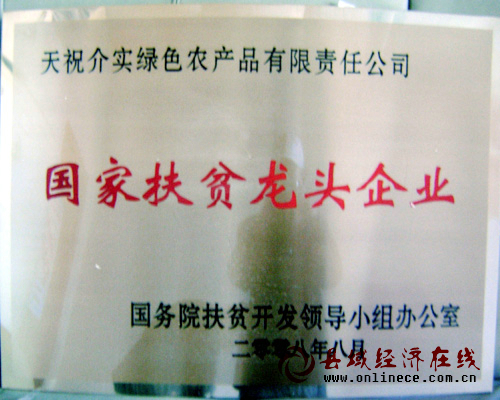 天祝介实绿色农产品有限责任公司
国家扶贫龙头企业
国务院扶贫开发领导小组办公室
二零零八年八月
县域经济在线
www.onlinece.com.cn